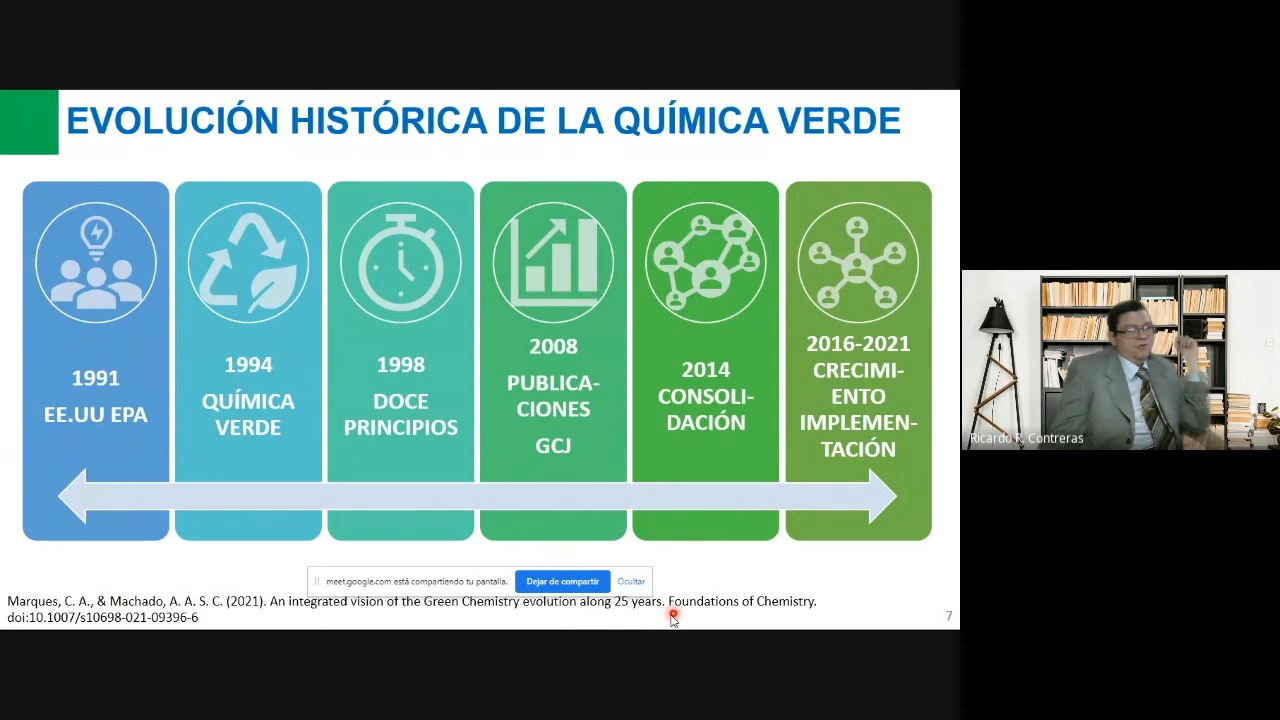 EVOLUCIÓN HISTÓRICA DE LA QUÍMICA VERDE
1991
EE.UU EPA
1994
QUÍMICA
VERDE
1998
DOCE
PRINCIPIOS
2008
PUBLICA-
CIONES
GCJ
2014
CONSOLI-
DACIÓN
2016-2021
CRECIMI-
ENTO
IMPLEMEN-
TACIÓN
meet.google.com está compartiendo tu pantalla.
Dejar de compartir
Ocultar
Marques, C. A., & Machado, A. A. S. C. (2021). An integrated vision of the Green Chemistry evolution along 25 years. Foundations of Chemistry.
doi:10.1007/s10698-021-09396-6
7
Ricardo R. Contreras